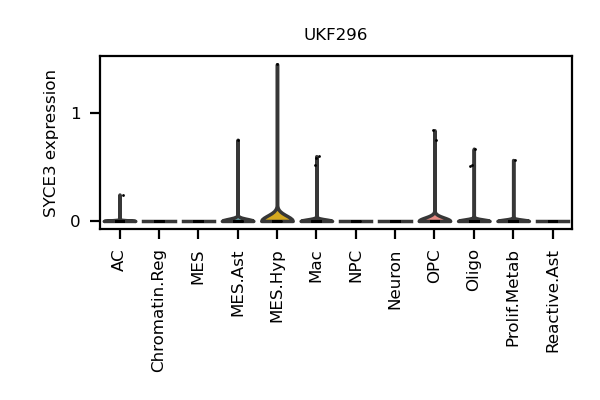 UKF296
SYCE3 expression
1
0
AC
Chromatin.Reg
MES
MES.Ast
MES.Hyp
Mac
NPC
Neuron
OPC
Oligo
Prolif.Metab
Reactive.Ast